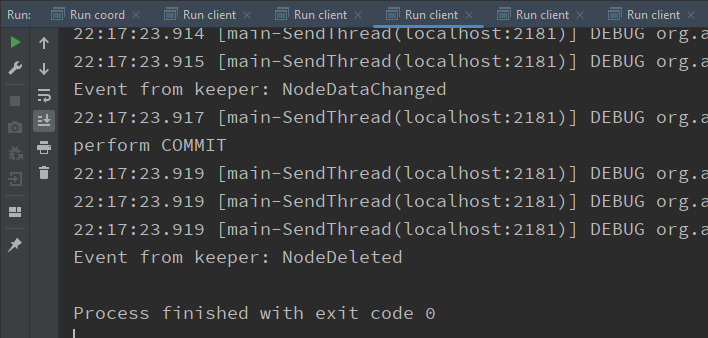 Run: Run coord Run client Run client Run client Run client Run client
22:17:23.914 [main-SendThread(localhost:2181)] DEBUG org.a
22:17:23.915 [main-SendThread(localhost:2181)] DEBUG org.a
Event from keeper: NodeDataChanged
22:17:23.917 [main-SendThread(localhost:2181)] DEBUG org.a
perform COMMIT
22:17:23.919 [main-SendThread(localhost:2181)] DEBUG org.a
22:17:23.919 [main-SendThread(localhost:2181)] DEBUG org.a
22:17:23.919 [main-SendThread(localhost:2181)] DEBUG org.a
Event from keeper: NodeDeleted
Process finished with exit code 0